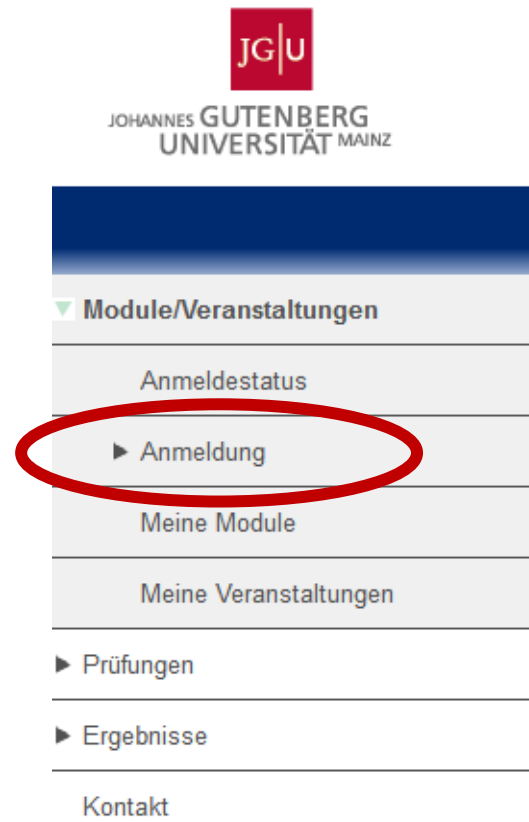 JG|U
JOHANNES GUTENBERG
UNIVERSITÄT MAINZ
Module/Veranstaltungen
Anmeldestatus
Anmeldung
Meine Module
Meine Veranstaltungen
Prüfungen
Ergebnisse
Kontakt